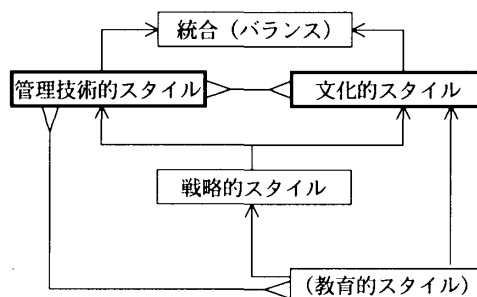 統合（バランス）
管理技術的スタイル
文化的スタイル
戦略的スタイル
（教育的スタイル）